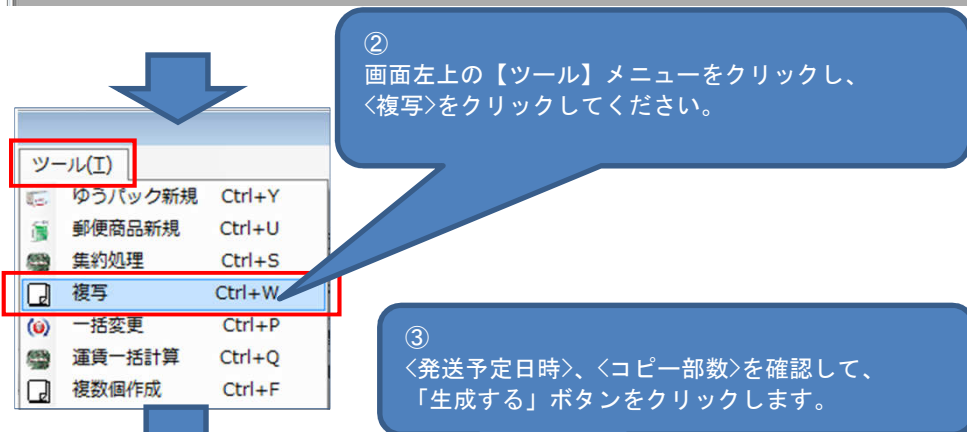 ②
画面左上の【ツール】メニューをクリックし、
<複写>をクリックしてください。
ツール(T)
ゆうパック新規 Ctrl+Y
郵便商品新規 Ctrl+U
集約処理 Ctrl+S
複写 Ctrl+W
一括変更 Ctrl+P
運賃一括計算 Ctrl+Q
複数個作成 Ctrl+F
③
<発送予定日時>、<コピー部数>を確認して、
「生成する」ボタンをクリックします。